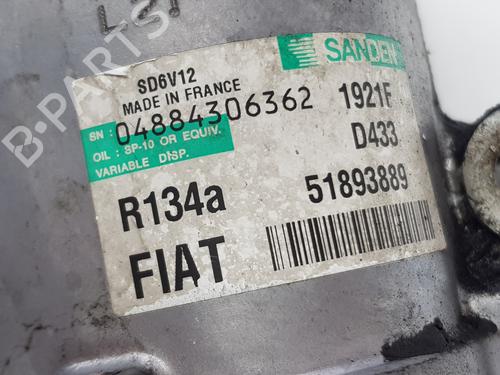 SD6V12
MADE IN FRANCE
SANDEN
SN :
04884306362
1921F
OIL : SP-10 OR EQUIV.
VARIABLE DISP.
D433
R134a
51893889
FIAT
B-PARTS